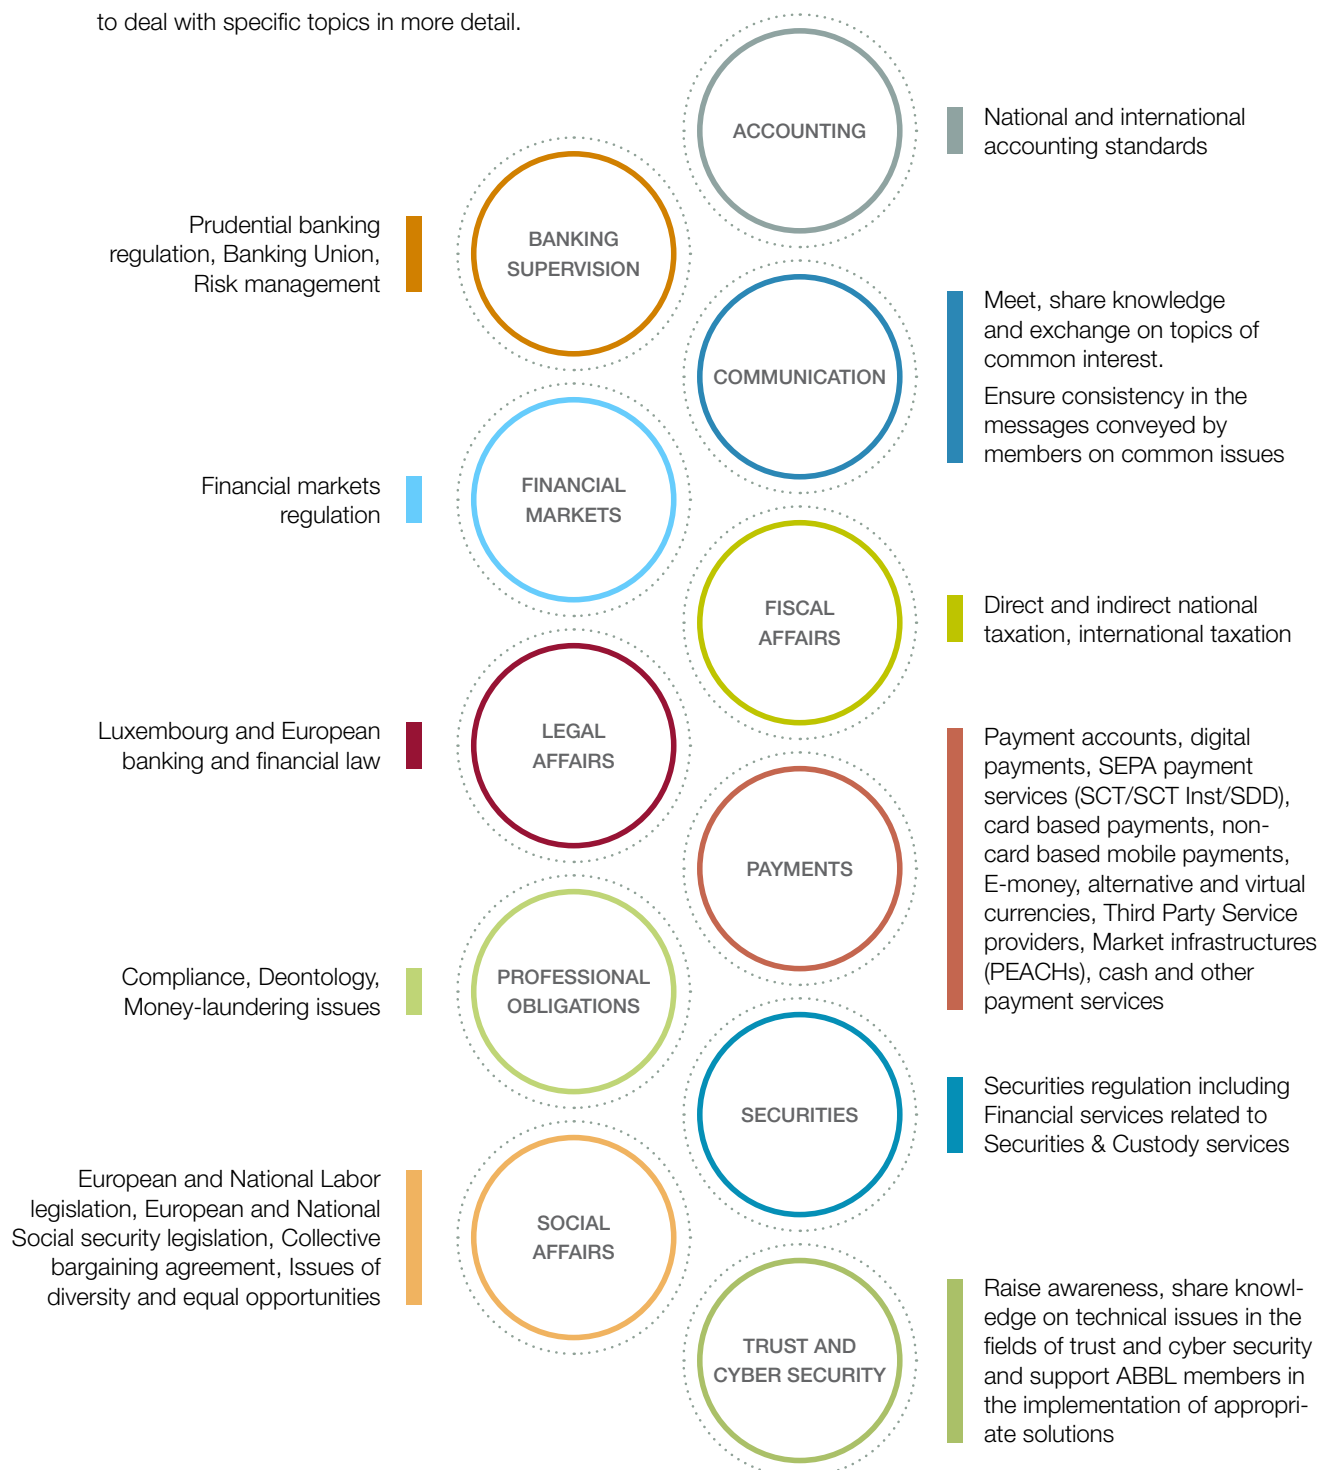 to deal with specific topics in more detail.
ACCOUNTING
National and international
accounting standards
Prudential banking
regulation, Banking Union,
Risk management
BANKING
SUPERVISION
COMMUNICATION
Meet, share knowledge
and exchange on topics of
common interest.
Ensure consistency in the
messages conveyed by
members on common issues
Financial markets
regulation
FINANCIAL
MARKETS
FISCAL
AFFAIRS
Direct and indirect national
taxation, international taxation
Luxembourg and European
banking and financial law
LEGAL
AFFAIRS
PAYMENTS
Payment accounts, digital
payments, SEPA payment
services (SCT/SCT Inst/SDD),
card based payments, non-
card based mobile payments,
E-money, alternative and virtual
currencies, Third Party Service
providers, Market infrastructures
(PEACHs), cash and other
payment services
Compliance, Deontology,
Money-laundering issues
PROFESSIONAL
OBLIGATIONS
SECURITIES
Securities regulation including
Financial services related to
Securities & Custody services
European and National Labor
legislation, European and National
Social security legislation, Collective
bargaining agreement, Issues of
diversity and equal opportunities
SOCIAL
AFFAIRS
TRUST AND
CYBER SECURITY
Raise awareness, share knowl-
edge on technical issues in the
fields of trust and cyber security
and support ABBL members in
the implementation of appropri-
ate solutions